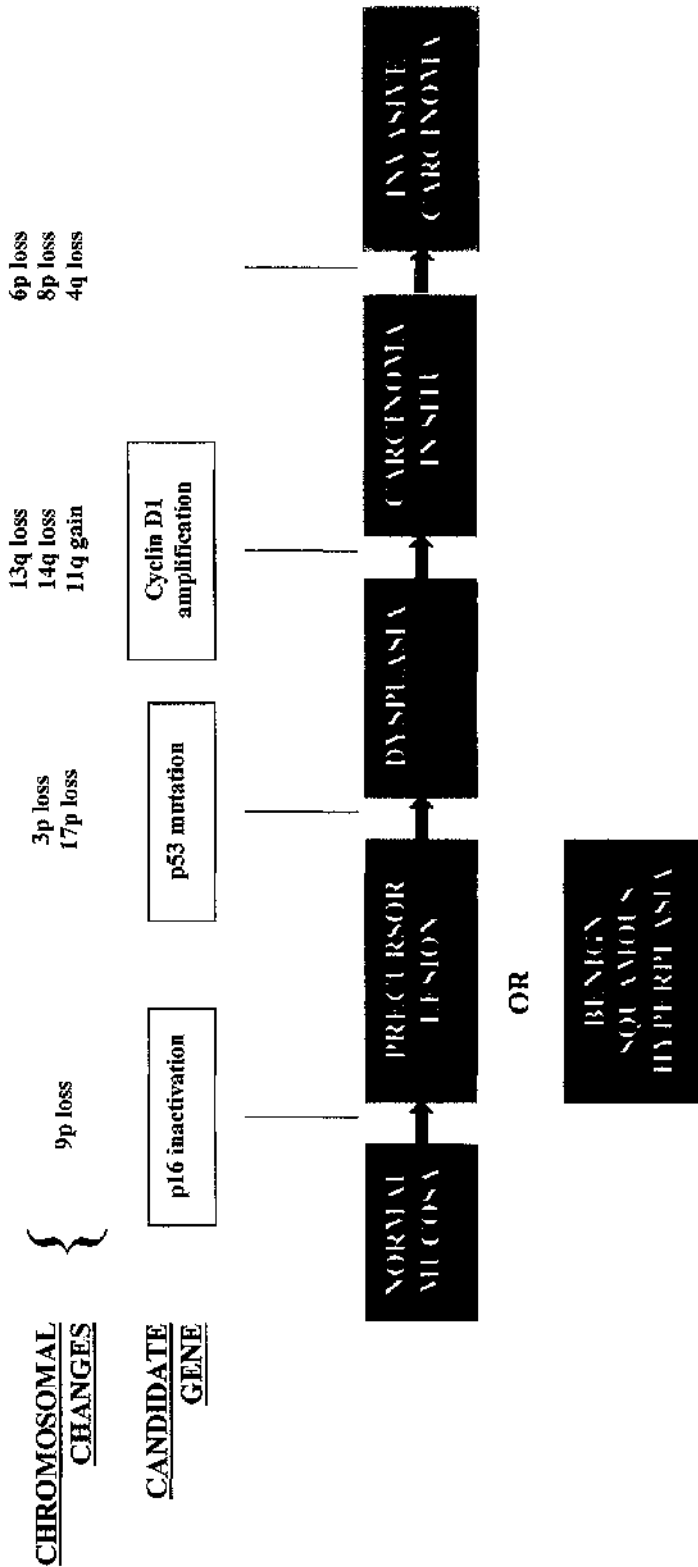 CHROMOSOMAL
CHANGES
9p loss
3p loss
17p loss
13q loss
14q loss
11q gain
6p loss
8p loss
4q loss
CANDIDATE
GENE
p16 inactivation
p53 mutation
Cyclin D1
amplification
NORMAL
MUCOSA
PRECURSOR
LESION
DYSPLASIA
CARCINOMA
IN SITU
INVASIVE
CARCINOMA
OR
BENIGN
SQUAMOUS
HYPERPLASIA